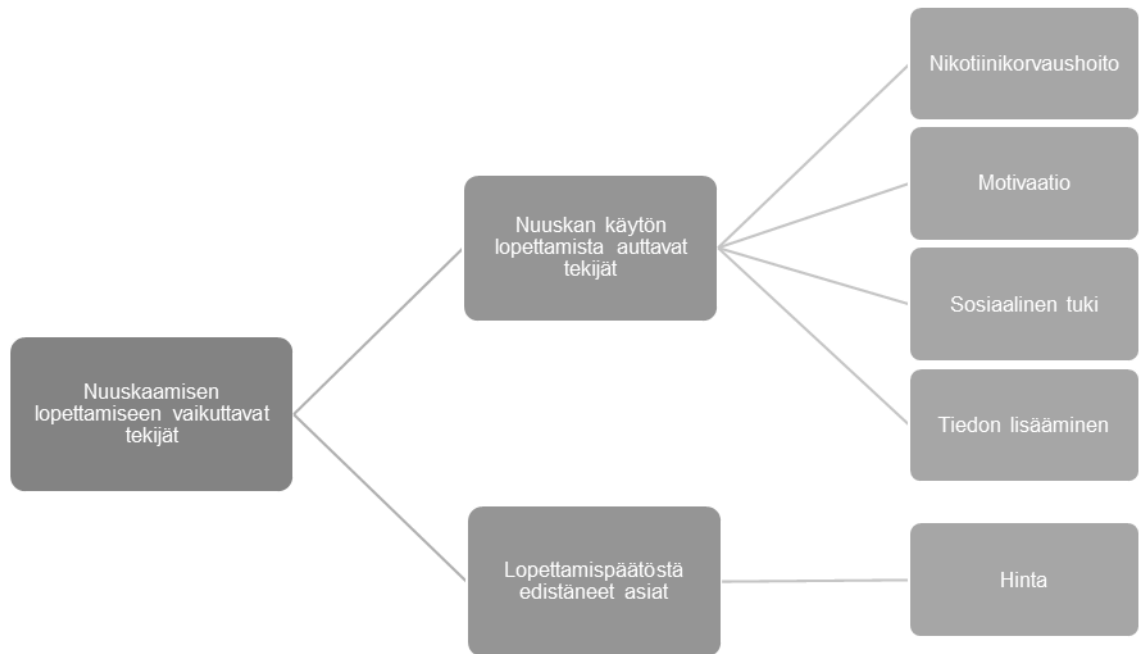 Nuuskaamisen
lopettamiseen vaikuttavat
tekijät
Nuuskan käytön
lopettamista auttavat
tekijät
Nikotiinikorvaushoito
Motivaatio
Sosiaalinen tuki
Tiedon lisääminen
Lopettamispäätöstä
edistäneet asiat
Hinta